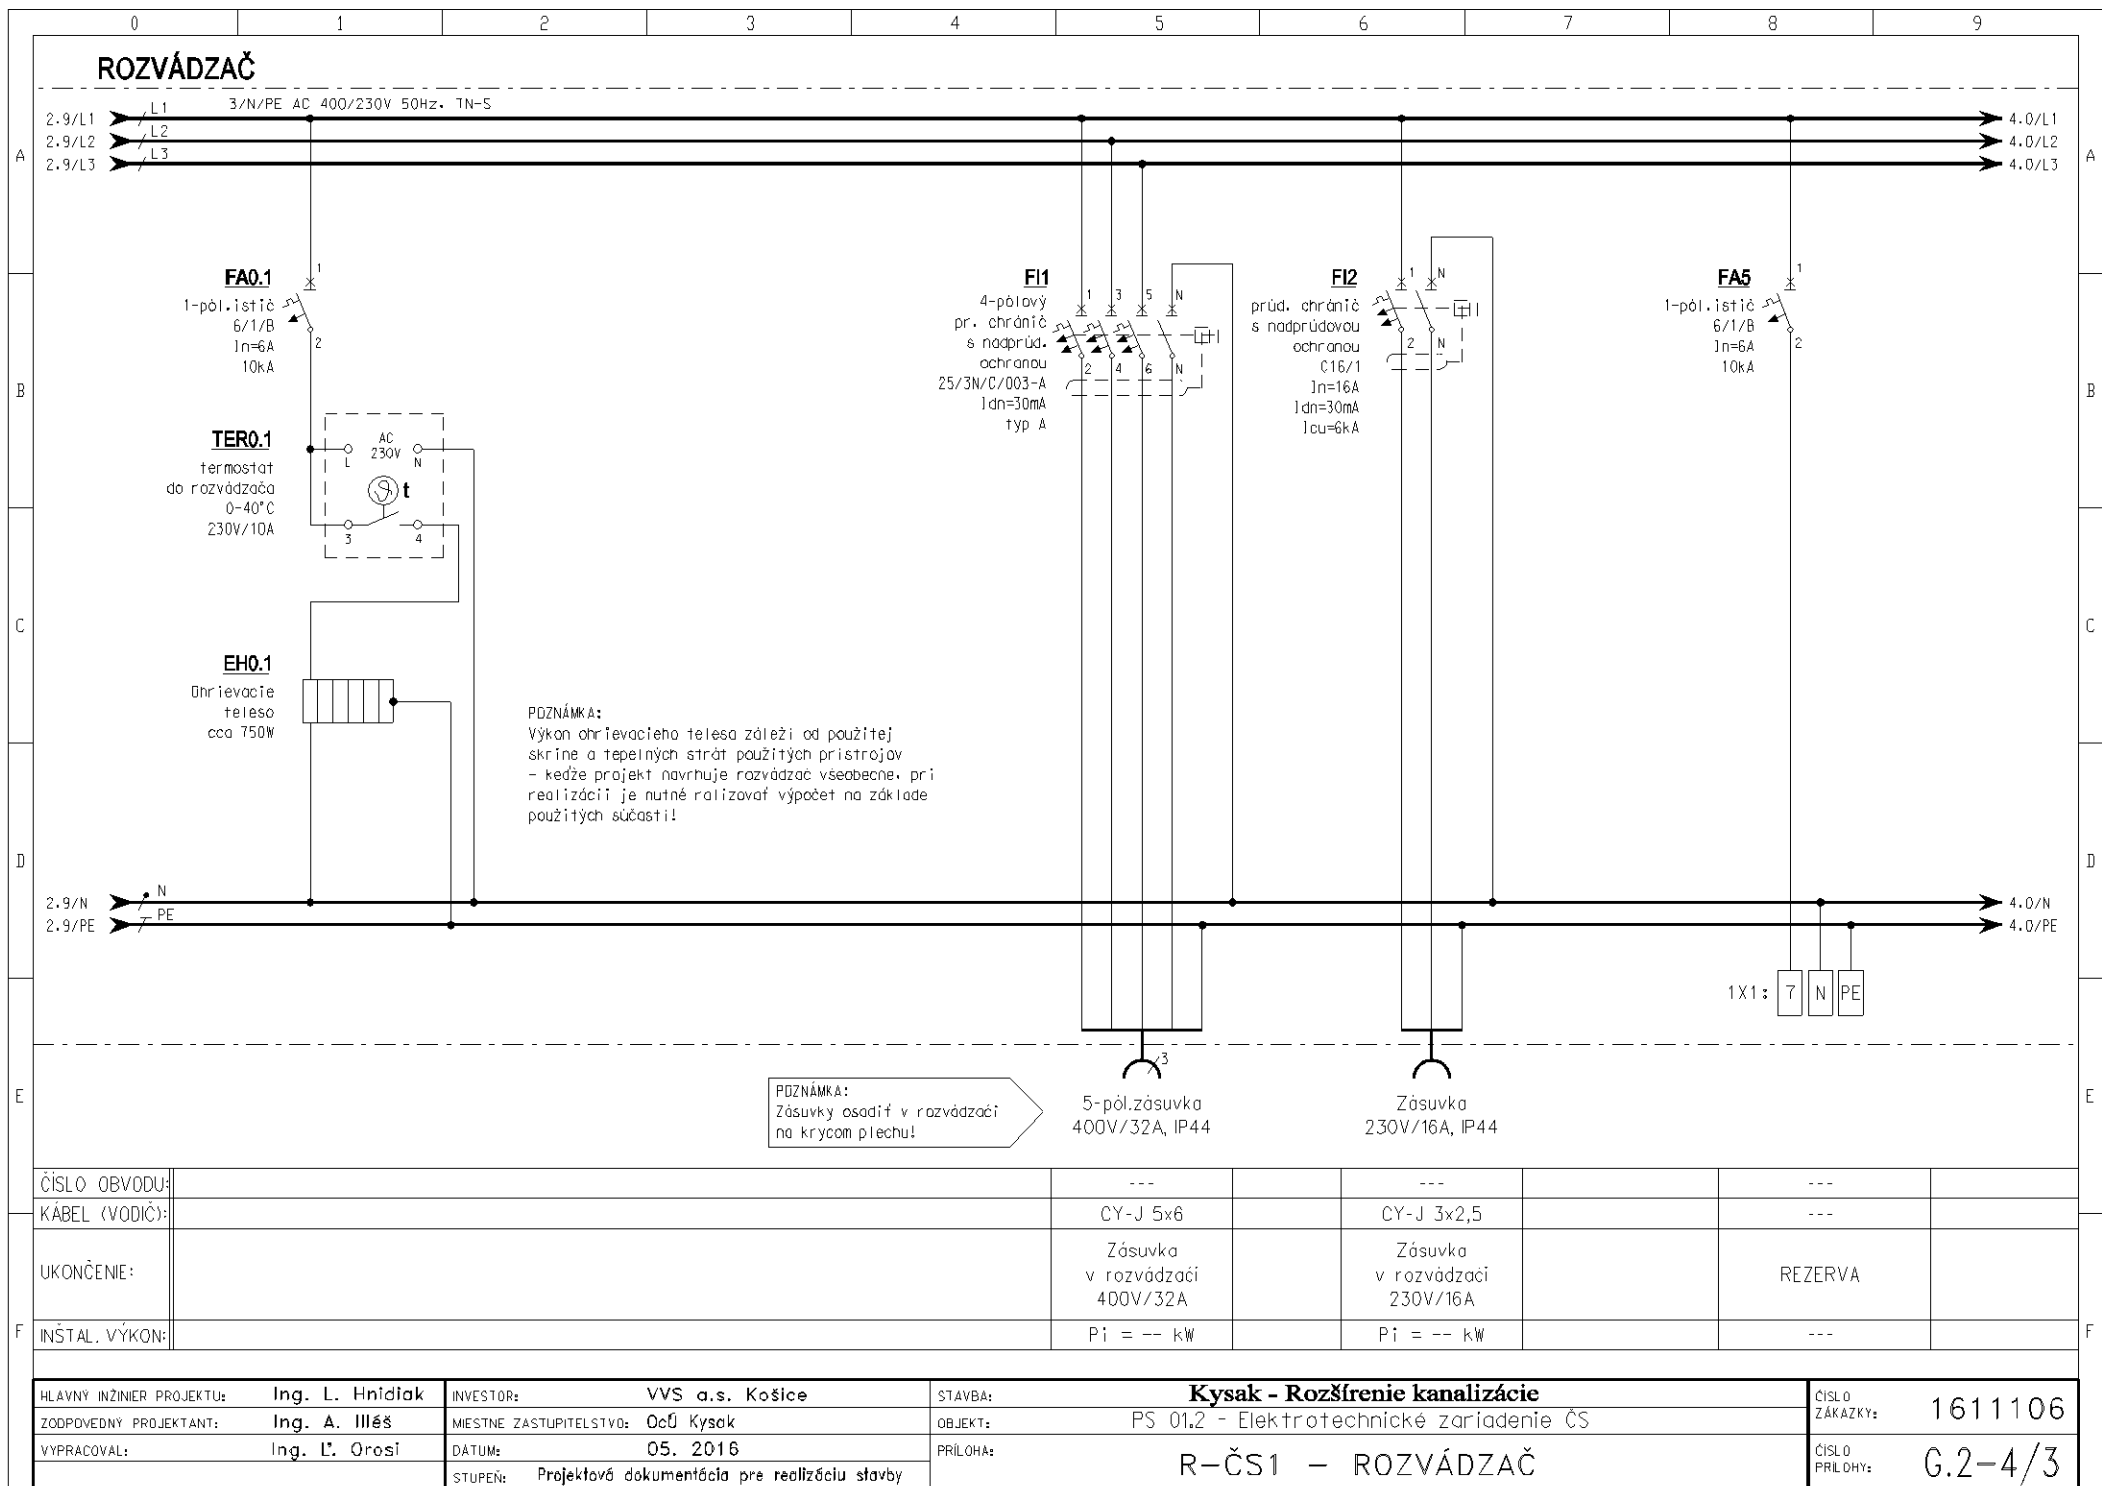 0 1 2 3 4 5 6 7 8 9
ROZVÁDZAČ
3/N/PE AC 400/230V 50Hz. TN-S
2.9/L1 L1 4.0/L1
2.9/L2 L2 4.0/L2
2.9/L3 L3 4.0/L3
A A
FA0.1
1-pól.istič
6/1/B
In=6A
10kA
1
2
FI1
4-pólový
pr. chránič
s nadprúd.
ochranou
25/3N/C/003-A
Idn=30mA
typ A
1 3 5 N
2 4 6 N
FI2
prúd. chránič
s nadprúdovou
ochranou
C16/1
In=16A
Idn=30mA
Icu=6kA
1 N
2 N
FA5
1-pól.istič
6/1/B
In=6A
10kA
1
2
B B
TER0.1
termostat
do rozvádzača
0-40°C
230V/10A
AC
230V
L N
t
3 4
C C
EH0.1
Ohrievacie
teleso
cca 750W
POZNÁMKA:
Výkon ohrievacieho telesa záleží od použitej
skrine a tepelných strát použitých prístrojov
- kedže projekt navrhuje rozvádzač všeobecne. pri
realizácii je nutné ralizovať výpočet na základe
použitých súčastí!
D D
2.9/N N 4.0/N
2.9/PE PE 4.0/PE
1X1: 7 N PE
3
E E
POZNÁMKA:
Zásuvky osadiť v rozvádzači
na krycom plechu!
5-pól.zásuvka
400V/32A, IP44
Zásuvka
230V/16A, IP44
ČÍSLO OBVODU: --- --- ---
KÁBEL (VODIČ): CY-J 5x6 CY-J 3x2,5 ---
UKONČENIE:
Zásuvka
v rozvádzači
400V/32A
Zásuvka
v rozvádzači
230V/16A
REZERVA
F F
INŠTAL. VÝKON: Pi = -- kW Pi = -- kW ---
HLAVNÝ INŽINIER PROJEKTU: Ing. L. Hnidiak
ZODPOVEDNÝ PROJEKTANT: Ing. A. Illéš
VYPRACOVAL: Ing. Ľ. Orosi
INVESTOR: VVS a.s. Košice
MIESTNE ZASTUPITEĽSTVO: OcÚ Kysak
DATUM: 05. 2016
STUPEŇ: Projektová dokumentácia pre realizáciu stavby
STAVBA: Kysak - Rozšírenie kanalizácie
OBJEKT: PS 01.2 - Elektrotechnické zariadenie ČS
PRÍLOHA: R-ČS1 - ROZVÁDZAČ
ČÍSLO
ZÁKAZKY: 1611106
ČÍSLO
PRÍLOHY: G.2-4/3